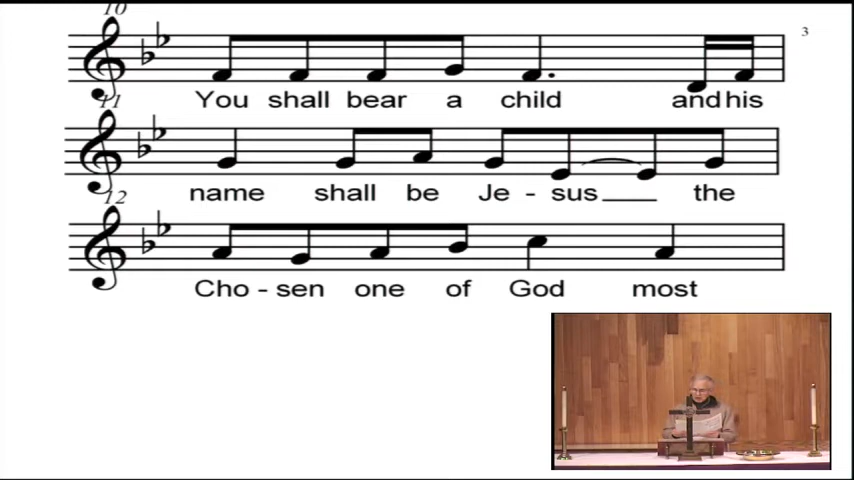 10
3
You shall bear a child and his
11
name shall be Je - sus___ the
12
Cho - sen one of God most